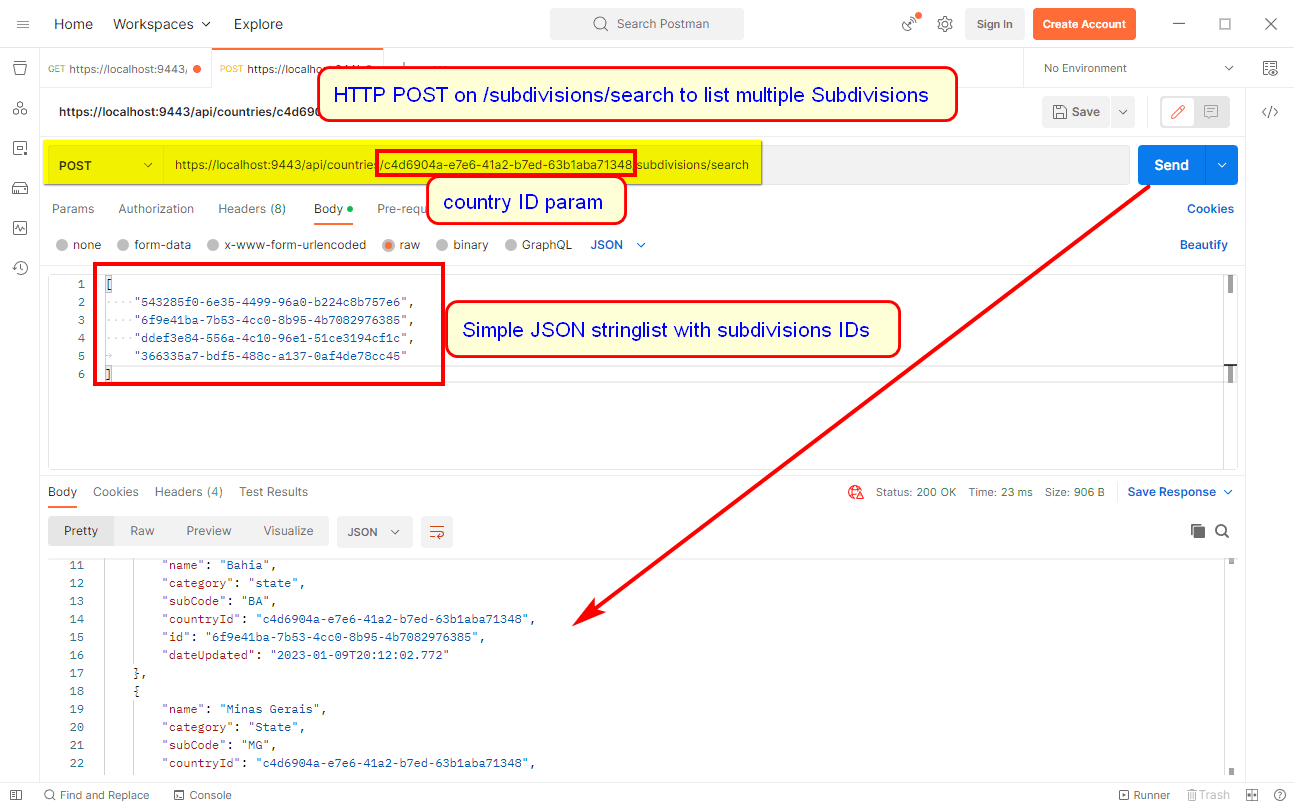 Home Workspaces Explore Search Postman Sign In Create Account
GET https://localhost:9443/ POST
No Environment
HTTP POST on /subdivisions/search to list multiple Subdivisions
https://localhost:9443/api/countries/c4d6904 Save
POST https://localhost:9443/api/countries/c4d6904a-e7e6-41a2-b7ed-63b1aba71348/subdivisions/search Send
country ID param
Params Authorization Headers (8) Body Pre-requ Cookies
none form-data x-www-form-urlencoded raw binary GraphQL JSON Beautify
1 [
2 "543285f0-6e35-4499-96a0-b224c8b757e6",
3 "6f9e41ba-7b53-4cc0-8b95-4b7082976385",
4 "ddef3e84-556a-4c10-96e1-51ce3194cf1c",
5 "366335a7-bdf5-488c-a137-0af4de78cc45"
6 ]
Simple JSON stringlist with subdivisions IDs
Body Cookies Headers (4) Test Results Status: 200 OK Time: 23 ms Size: 906 B Save Response
Pretty Raw Preview Visualize JSON
11 "name": "Bahia",
12 "category": "state",
13 "subCode": "BA",
14 "countryId": "c4d6904a-e7e6-41a2-b7ed-63b1aba71348",
15 "id": "6f9e41ba-7b53-4cc0-8b95-4b7082976385",
16 "dateUpdated": "2023-01-09T20:12:02.772"
17 },
18 {
19 "name": "Minas Gerais",
20 "category": "State",
21 "subCode": "MG",
22 "countryId": "c4d6904a-e7e6-41a2-b7ed-63b1aba71348",
Find and Replace Console Runner Trash